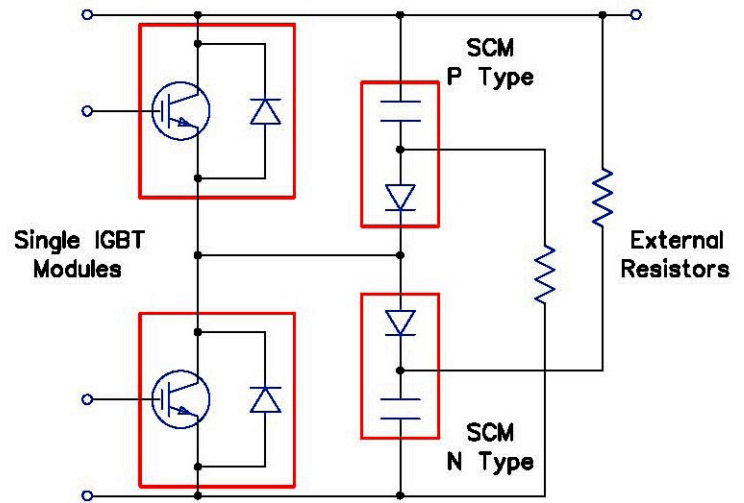 SCM
P Type
Single IGBT
Modules
External
Resistors
SCM
N Type